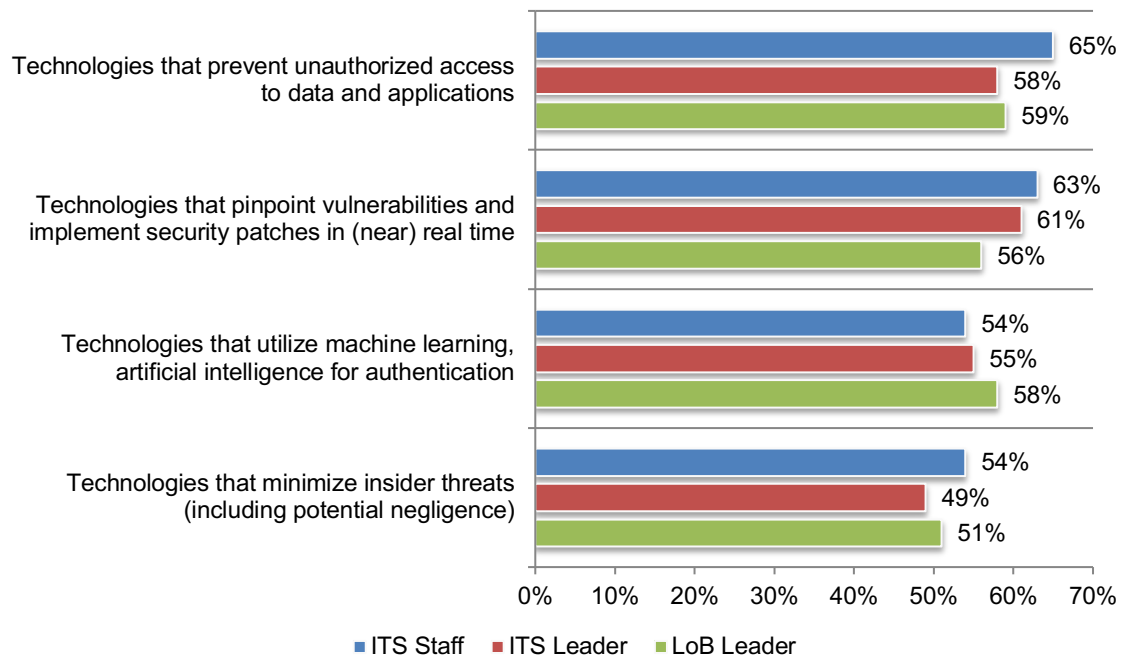 Technologies that prevent unauthorized access
to data and applications
65%
58%
59%
Technologies that pinpoint vulnerabilities and
implement security patches in (near) real time
63%
61%
56%
Technologies that utilize machine learning,
artificial intelligence for authentication
54%
55%
58%
Technologies that minimize insider threats
(including potential negligence)
54%
49%
51%
0% 10% 20% 30% 40% 50% 60% 70%
ITS Staff ITS Leader LoB Leader